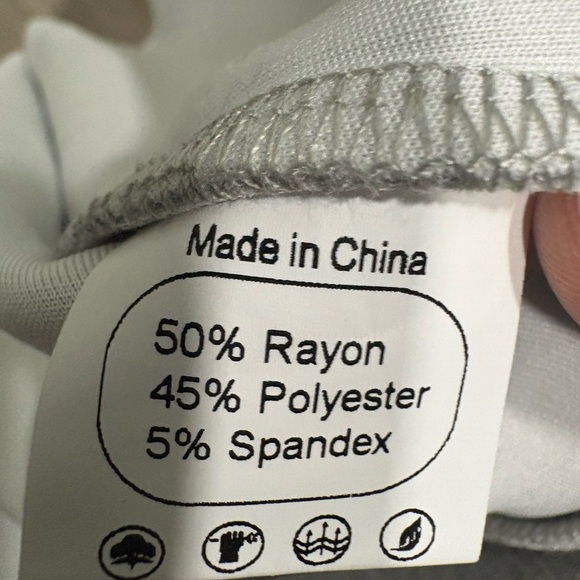 Made in China
50% Rayon
45% Polyester
5% Spandex